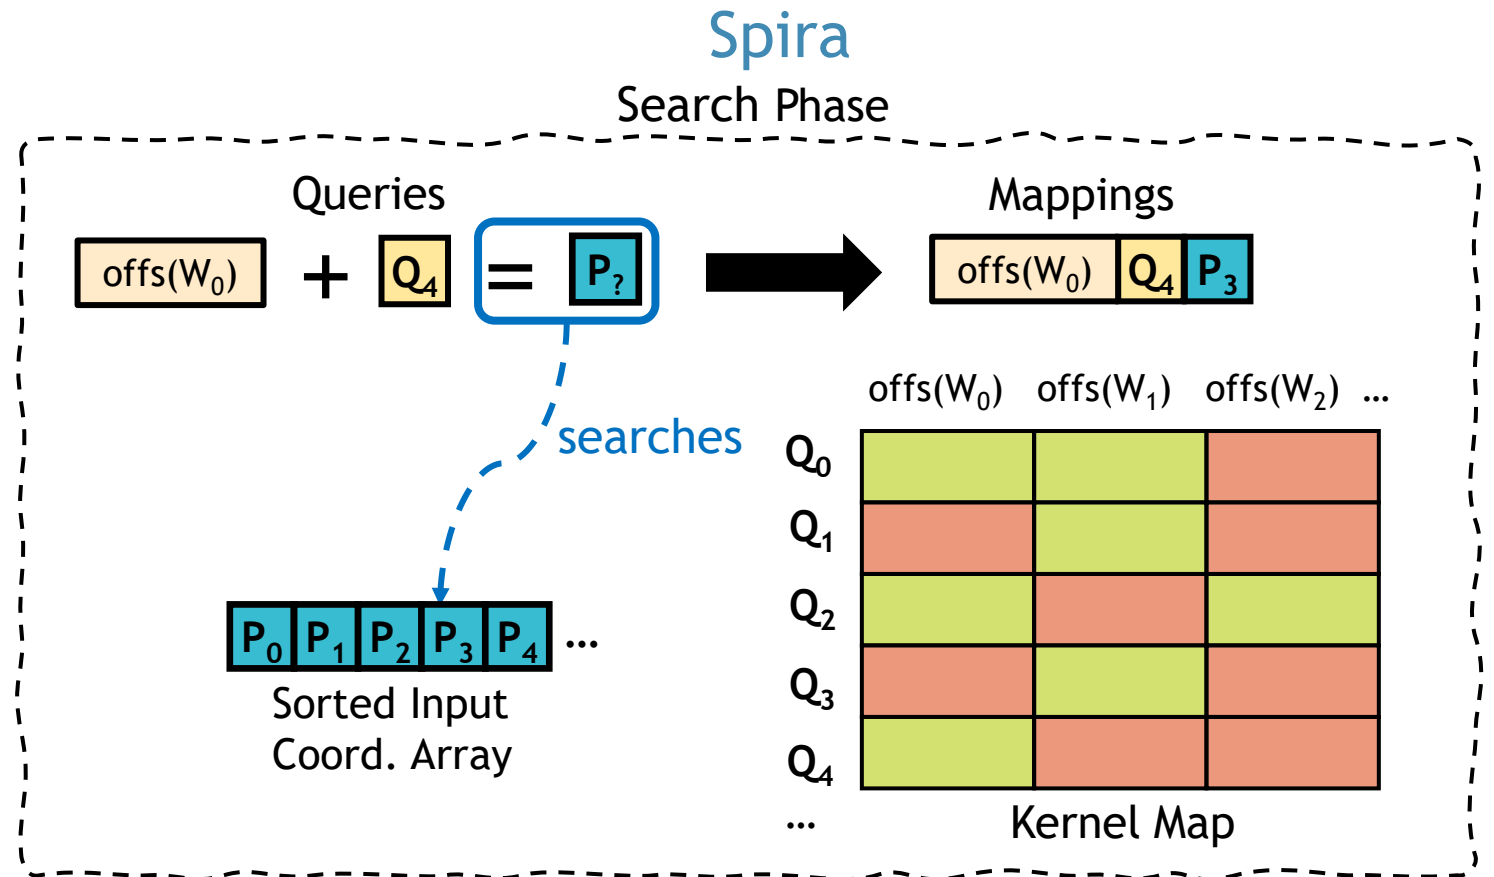 Spira
Search Phase
Queries
offs(W₀) + Q₄ = P?
Mappings
offs(W₀) Q₄ P₃
searches
P₀ P₁ P₂ P₃ P₄ ...
Sorted Input
Coord. Array
offs(W₀) offs(W₁) offs(W₂) ...
Q₀
Q₁
Q₂
Q₃
Q₄
...
Kernel Map